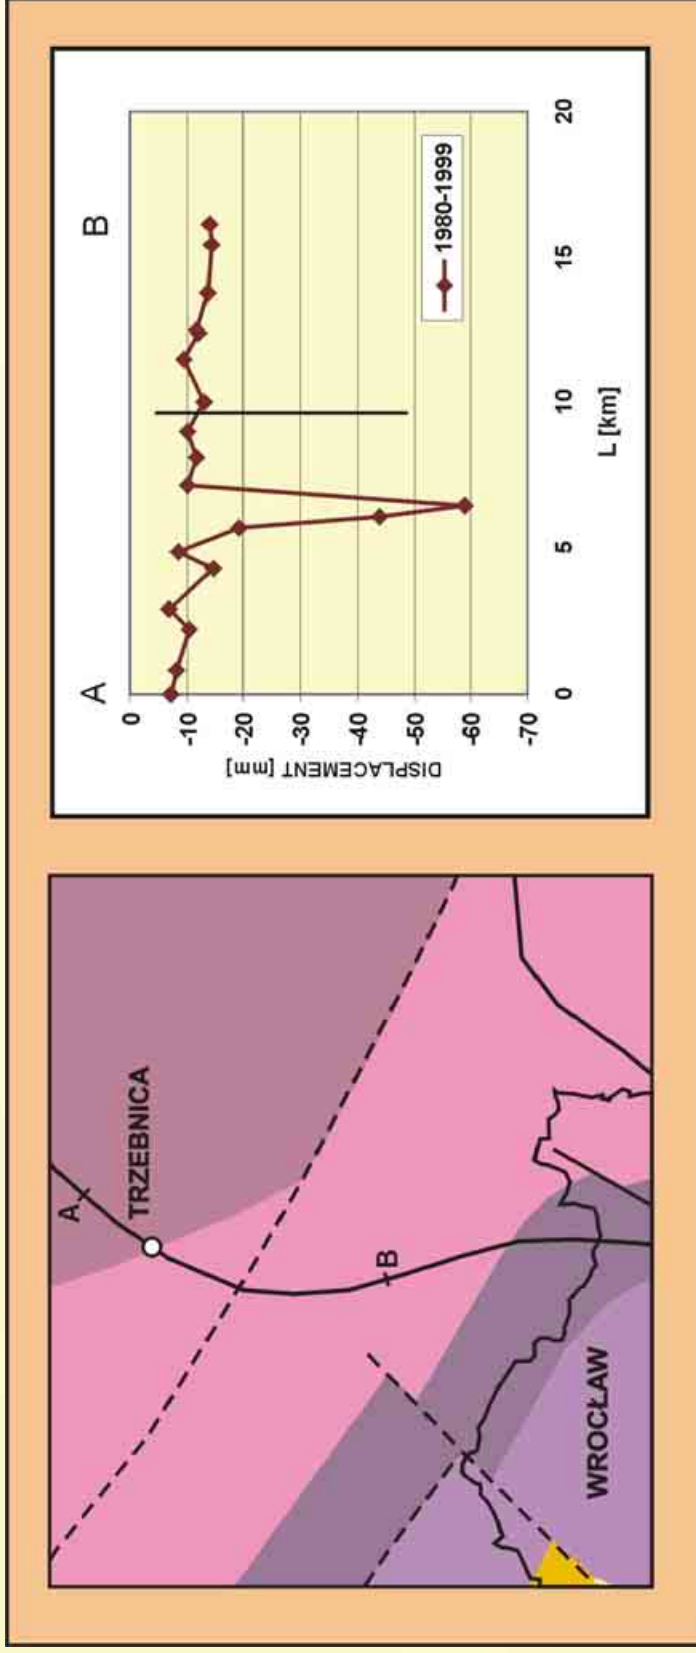 A
TRZEBNICA
B
WROCŁAW
A
B
0
-10
-20
-30
-40
-50
-60
-70
DISPLACEMENT [mm]
0
5
10
15
20
L [km]
1980-1999